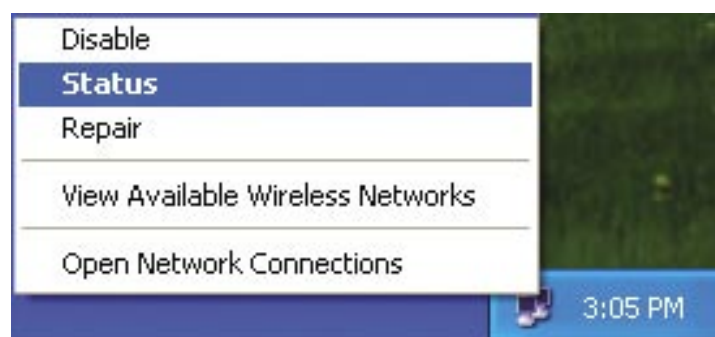 Disable
Status
Repair
View Available Wireless Networks
Open Network Connections
3:05 PM